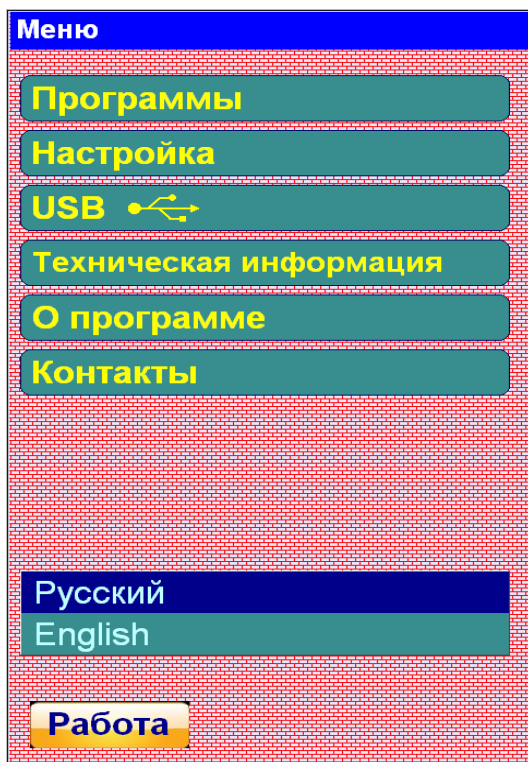 Меню
Программы
Настройка
USB
Техническая информация
О программе
Контакты
Русский
English
Работа